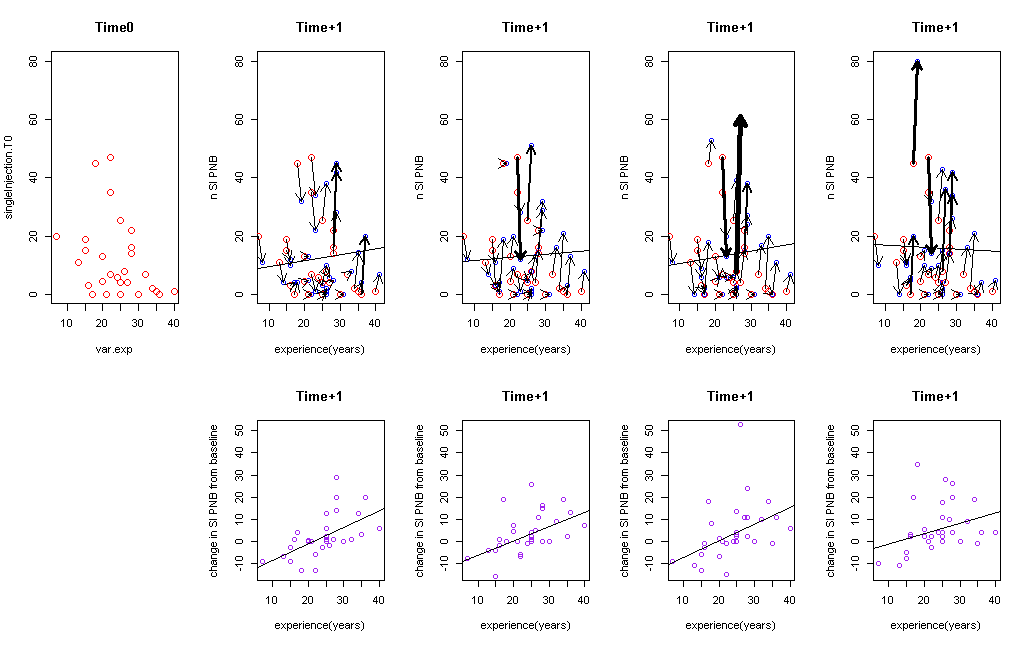 Time0 Time+1 Time+1 Time+1 Time+1
singleInjection.T0
0 20 40 60 80
10 20 30 40
var.exp
n SI PNB
0 20 40 60 80
10 20 30 40
experience(years)
n SI PNB
0 20 40 60 80
10 20 30 40
experience(years)
n SI PNB
0 20 40 60 80
10 20 30 40
experience(years)
n SI PNB
0 20 40 60 80
10 20 30 40
experience(years)
Time+1 Time+1 Time+1 Time+1
change in SI PNB from baseline
-10 0 10 20 30 40 50
10 20 30 40
experience(years)
change in SI PNB from baseline
-10 0 10 20 30 40 50
10 20 30 40
experience(years)
change in SI PNB from baseline
-10 0 10 20 30 40 50
10 20 30 40
experience(years)
change in SI PNB from baseline
-10 0 10 20 30 40 50
10 20 30 40
experience(years)